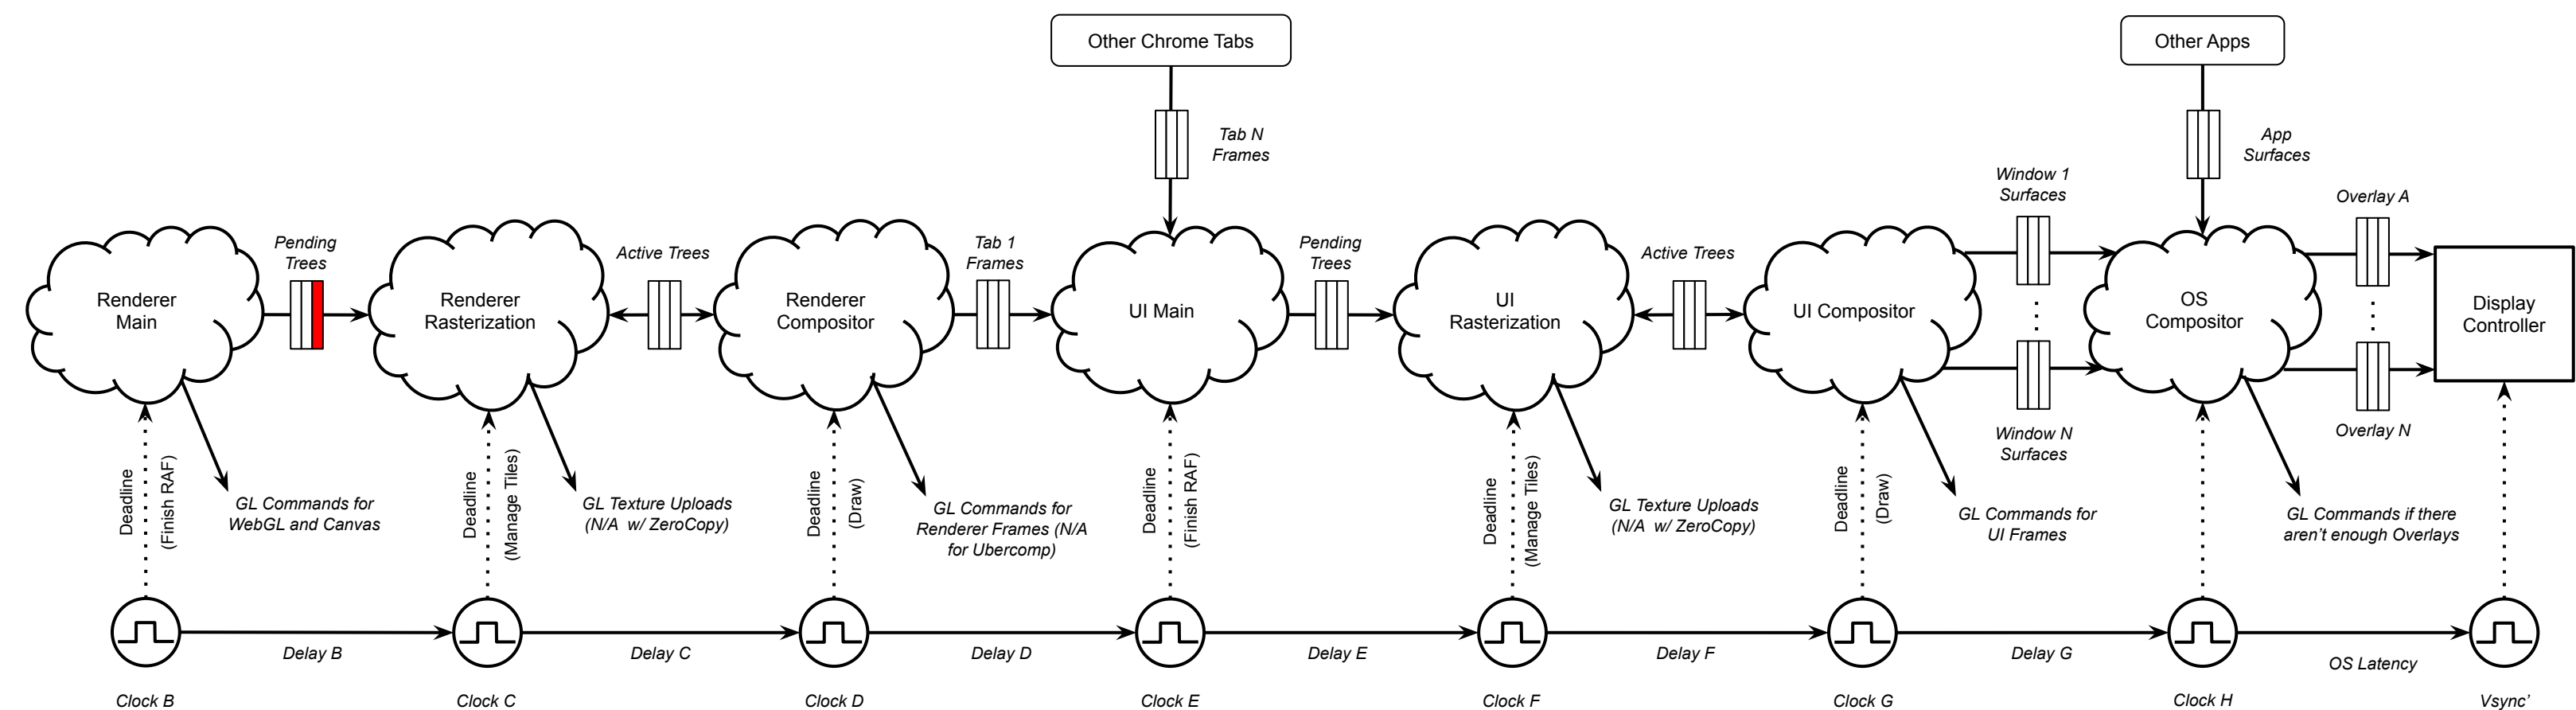 Other Chrome Tabs
Other Apps
Tab N
Frames
App
Surfaces
Window 1
Surfaces
Overlay A
Pending
Trees
Active Trees
Tab 1
Frames
Pending
Trees
Active Trees
Renderer
Main
Renderer
Rasterization
Renderer
Compositor
UI Main
UI
Rasterization
UI Compositor
OS
Compositor
Display
Controller
Window N
Surfaces
Overlay N
Deadline
(Finish RAF)
GL Commands for
WebGL and Canvas
Deadline
(Manage Tiles)
GL Texture Uploads
(N/A w/ ZeroCopy)
Deadline
(Draw)
GL Commands for
Renderer Frames (N/A
for Ubercomp)
Deadline
(Finish RAF)
Deadline
(Manage Tiles)
GL Texture Uploads
(N/A w/ ZeroCopy)
Deadline
(Draw)
GL Commands for
UI Frames
GL Commands if there
aren't enough Overlays
Delay B
Delay C
Delay D
Delay E
Delay F
Delay G
OS Latency
Clock B
Clock C
Clock D
Clock E
Clock F
Clock G
Clock H
Vsync'